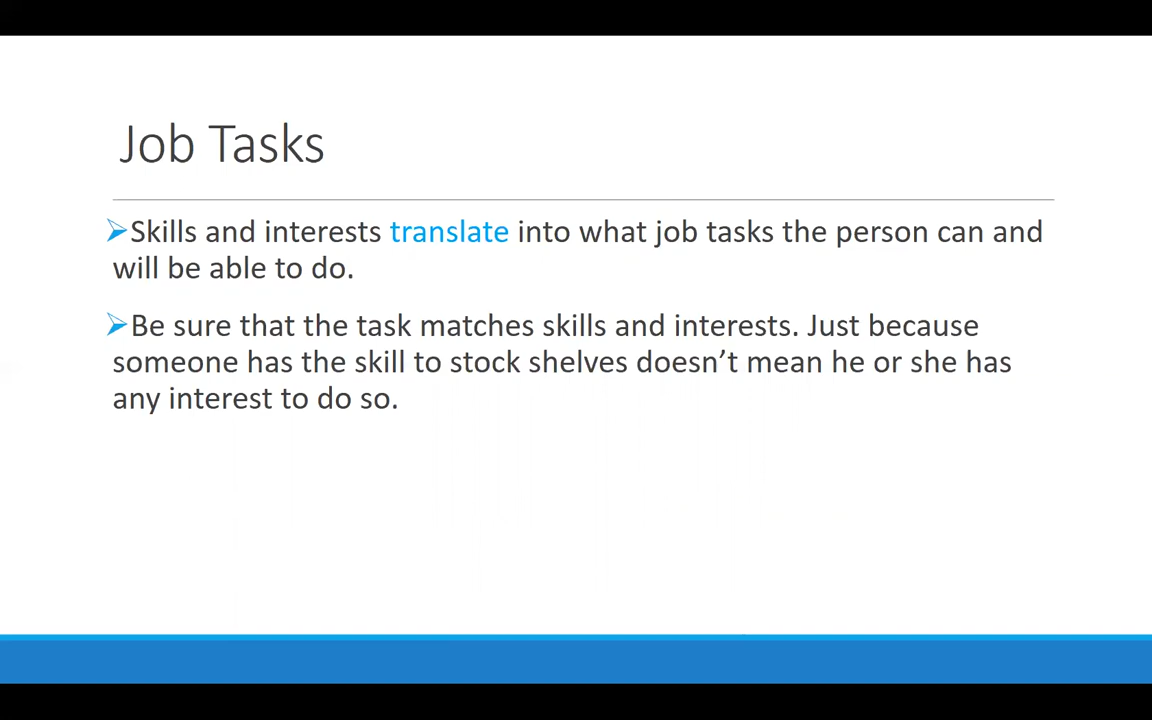 Job Tasks
➢Skills and interests translate into what job tasks the person can and
will be able to do.
➢Be sure that the task matches skills and interests. Just because
someone has the skill to stock shelves doesn’t mean he or she has
any interest to do so.